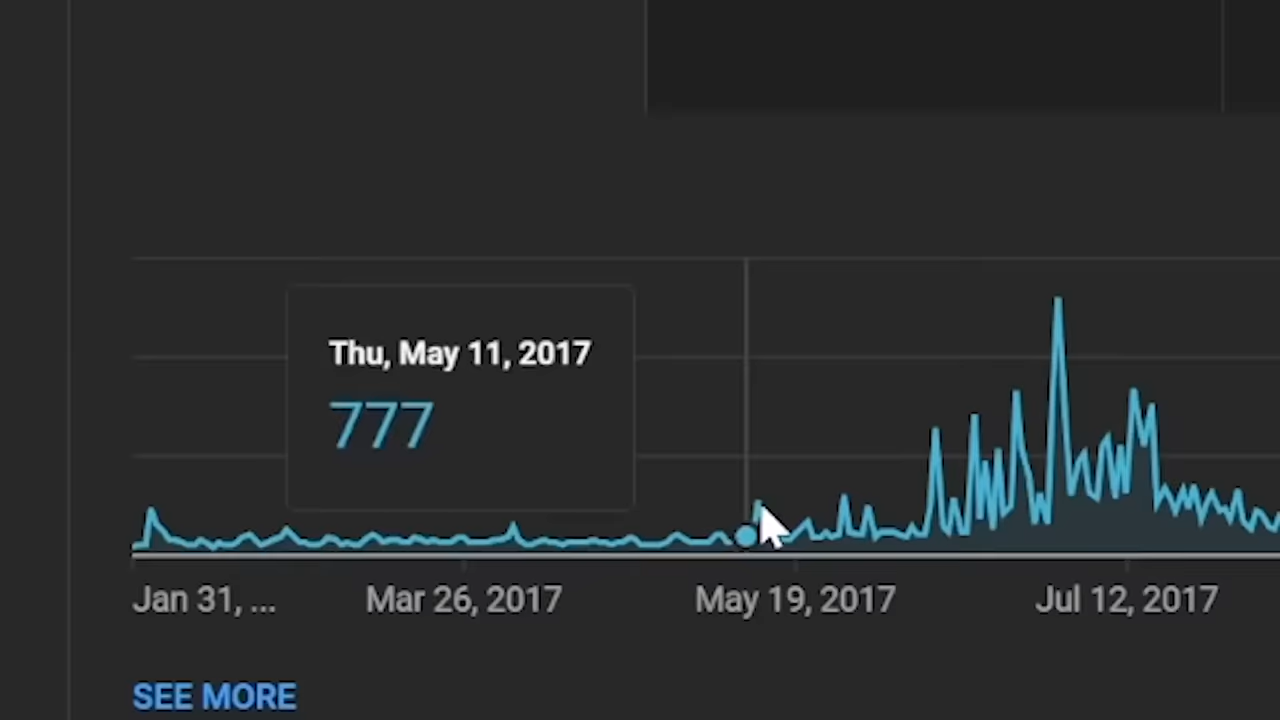 Thu, May 11, 2017
777
Jan 31, ...
Mar 26, 2017
May 19, 2017
Jul 12, 2017
SEE MORE